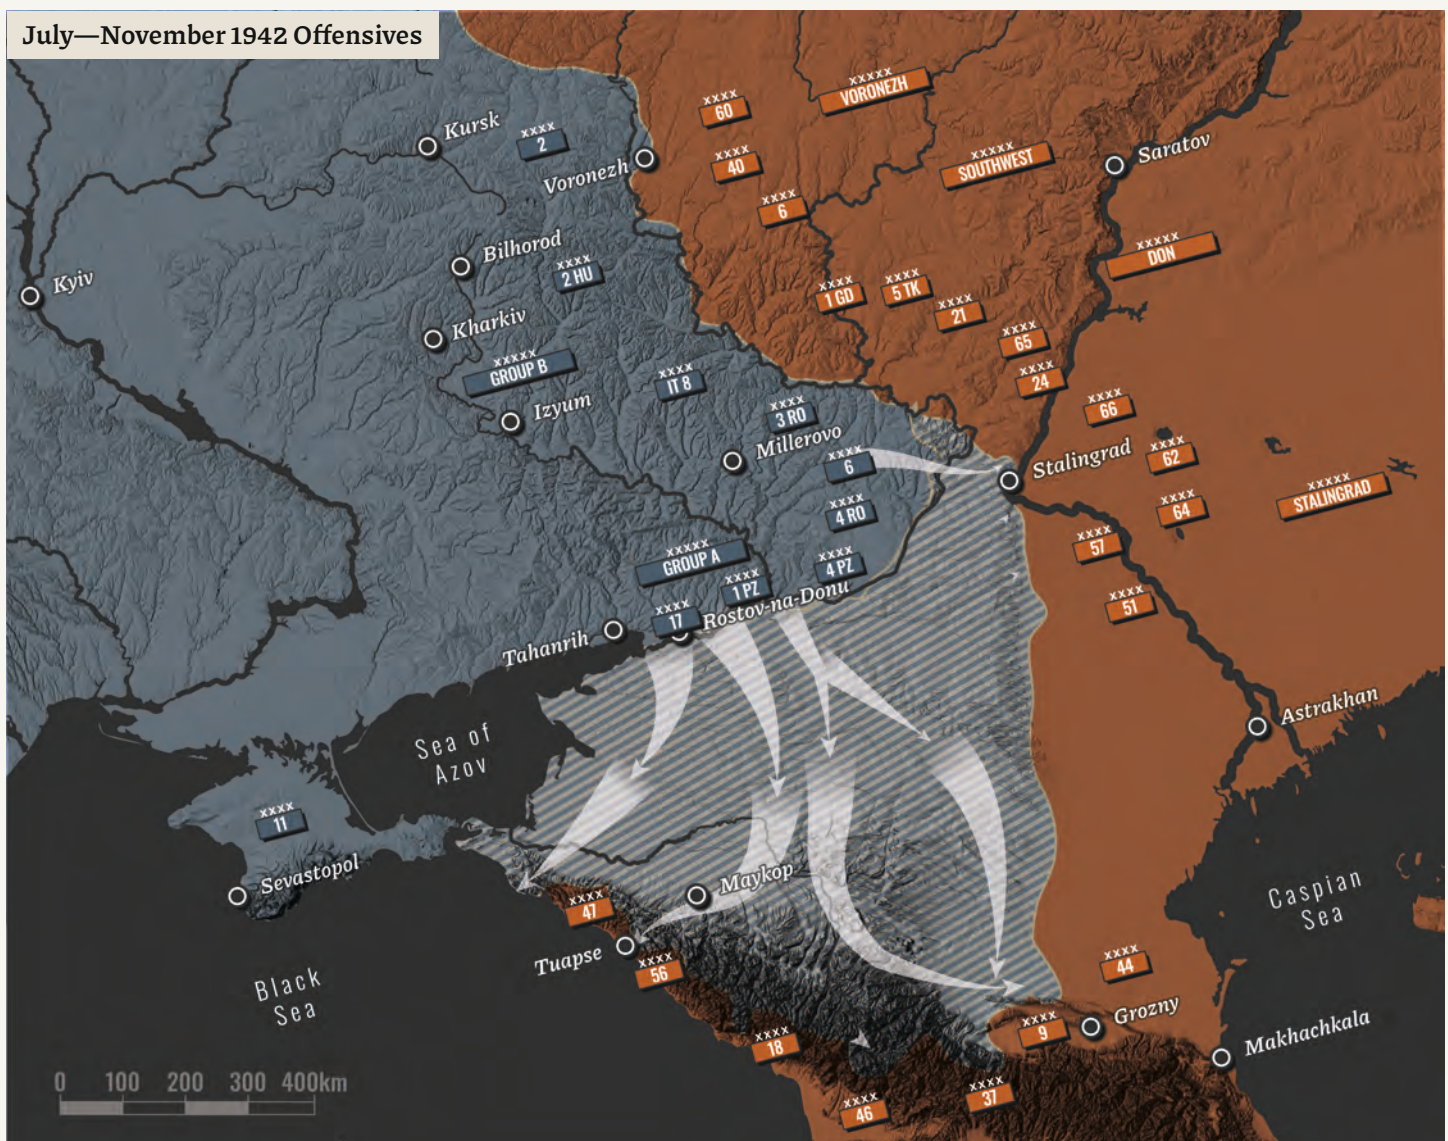 July—November 1942 Offensives
xxxxx
VORONEZH
xxxx
60
Kursk
xxxx
2
Voronezh
xxxx
40
xxxxx
SOUTHWEST
Saratov
xxxx
6
Bilhorod
xxxx
2 HU
xxxxx
DON
Kyiv
xxxx
1 GD
xxxx
5 TK
xxxx
21
Kharkiv
xxxx
65
xxxxx
GROUP B
xxxx
IT 8
xxxx
24
Izyum
xxxx
3 RO
xxxx
66
Millerovo
xxxx
6
Stalingrad
xxxx
62
xxxxx
STALINGRAD
xxxx
4 RO
xxxx
64
xxxx
57
xxxxx
GROUP A
xxxx
4 PZ
xxxx
1 PZ
xxxx
17
Rostov-na-Donu
xxxx
51
Tahanrih
Astrakhan
Sea of
Azov
xxxx
11
Sevastopol
Maykop
xxxx
47
Caspian
Sea
Tuapse
xxxx
56
xxxx
44
Black
Sea
Grozny
xxxx
9
Makhachkala
xxxx
18
xxxx
37
xxxx
46
0 100 200 300 400km